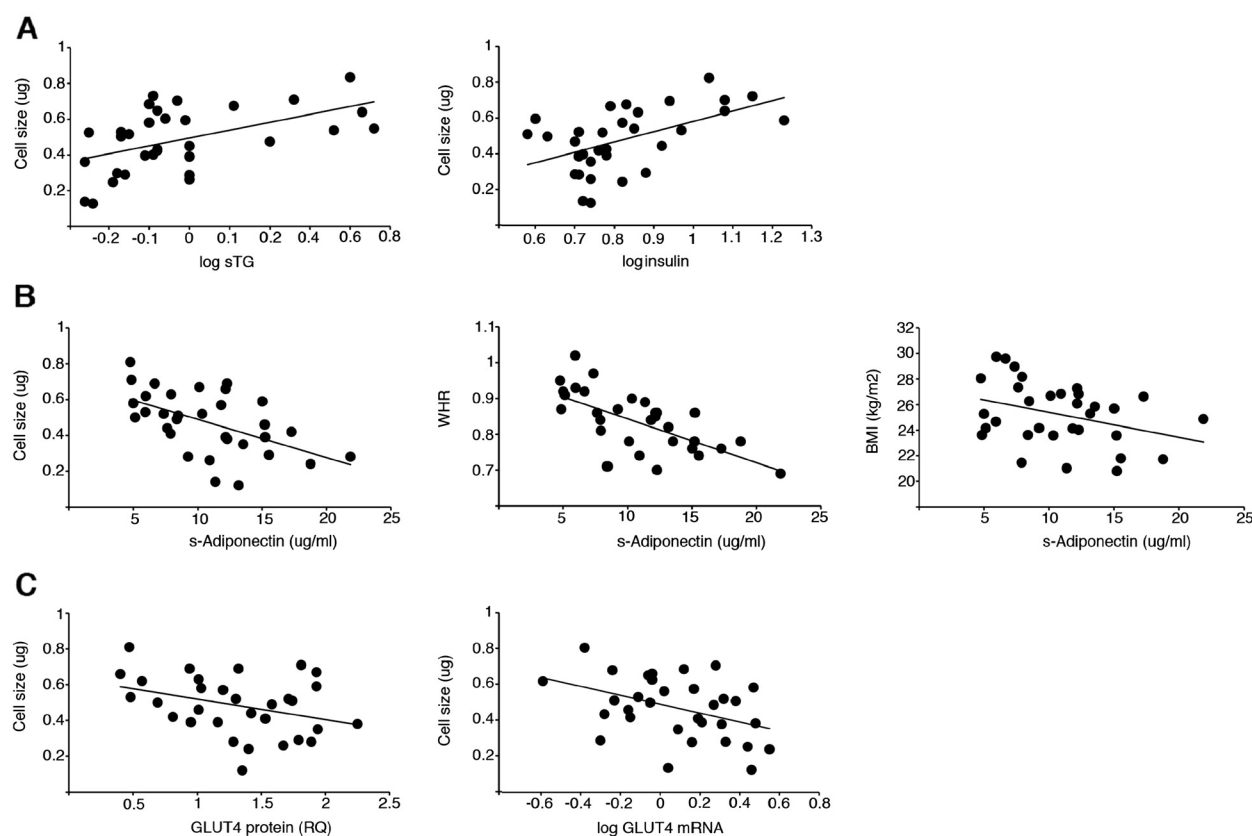 A
1
0.8
0.6
0.4
0.2
Cell size (ug)
-0.2 -0.1 0 0.1 0.2 0.4 0.6 0.8
log sTG
1
0.8
0.6
0.4
0.2
Cell size (ug)
0.6 0.7 0.8 0.9 1 1.1 1.2 1.3
loginsulin
B
1
0.8
0.6
0.4
0.2
Cell size (ug)
5 10 15 20 25
s-Adiponectin (ug/ml)
1.1
1
0.9
0.8
0.7
WHR
5 10 15 20 25
s-Adiponectin (ug/ml)
32
30
28
26
24
22
20
BMI (kg/m2)
5 10 15 20 25
s-Adiponectin (ug/ml)
C
1
0.8
0.6
0.4
0.2
Cell size (ug)
0.5 1 1.5 2 2.5
GLUT4 protein (RQ)
1
0.8
0.6
0.4
0.2
Cell size (ug)
-0.6 -0.4 -0.2 0 0.2 0.4 0.6 0.8
log GLUT4 mRNA